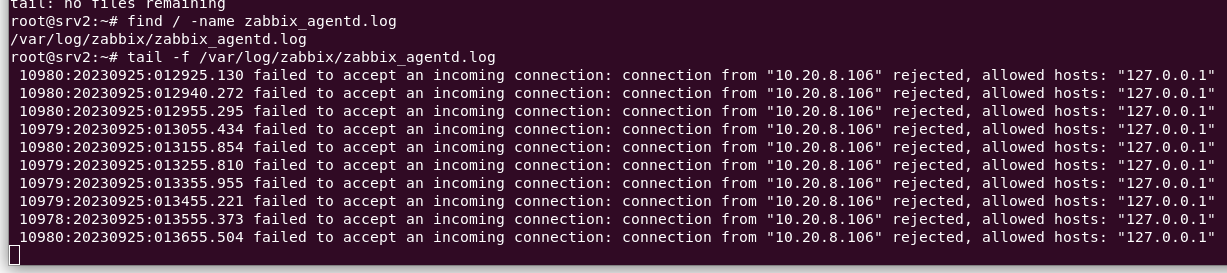 tail: no files remaining
root@srv2:~# find / -name zabbix_agentd.log
/var/log/zabbix/zabbix_agentd.log
root@srv2:~# tail -f /var/log/zabbix/zabbix_agentd.log
10980:20230925:012925.130 failed to accept an incoming connection: connection from "10.20.8.106" rejected, allowed hosts: "127.0.0.1"
10980:20230925:012940.272 failed to accept an incoming connection: connection from "10.20.8.106" rejected, allowed hosts: "127.0.0.1"
10980:20230925:012955.295 failed to accept an incoming connection: connection from "10.20.8.106" rejected, allowed hosts: "127.0.0.1"
10979:20230925:013055.434 failed to accept an incoming connection: connection from "10.20.8.106" rejected, allowed hosts: "127.0.0.1"
10980:20230925:013155.854 failed to accept an incoming connection: connection from "10.20.8.106" rejected, allowed hosts: "127.0.0.1"
10979:20230925:013255.810 failed to accept an incoming connection: connection from "10.20.8.106" rejected, allowed hosts: "127.0.0.1"
10979:20230925:013355.955 failed to accept an incoming connection: connection from "10.20.8.106" rejected, allowed hosts: "127.0.0.1"
10979:20230925:013455.221 failed to accept an incoming connection: connection from "10.20.8.106" rejected, allowed hosts: "127.0.0.1"
10978:20230925:013555.373 failed to accept an incoming connection: connection from "10.20.8.106" rejected, allowed hosts: "127.0.0.1"
10980:20230925:013655.504 failed to accept an incoming connection: connection from "10.20.8.106" rejected, allowed hosts: "127.0.0.1"